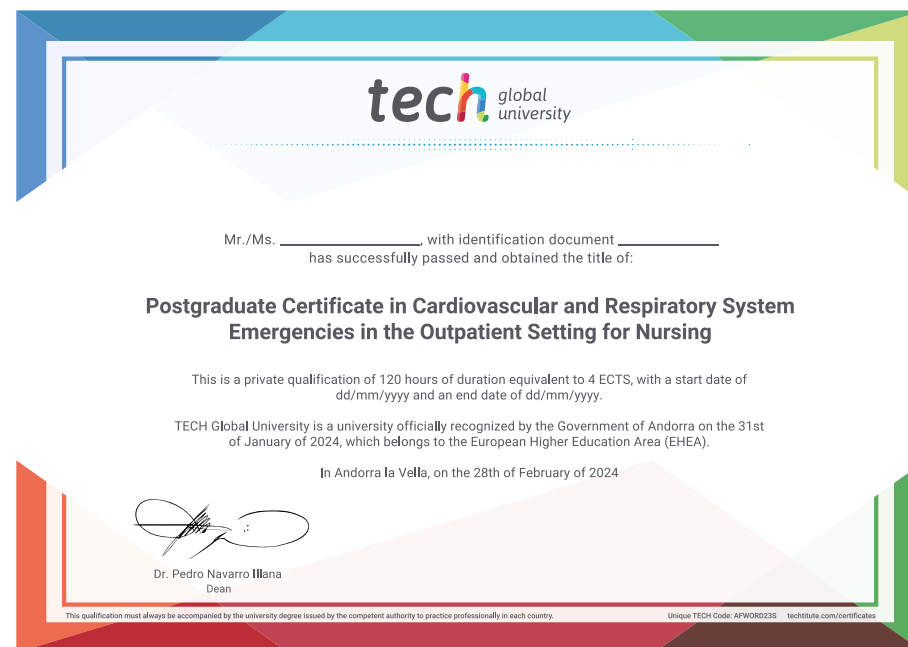 tech global
university
Mr./Ms. ____________________, with identification document ______________
has successfully passed and obtained the title of:
Postgraduate Certificate in Cardiovascular and Respiratory System
Emergencies in the Outpatient Setting for Nursing
This is a private qualification of 120 hours of duration equivalent to 4 ECTS, with a start date of
dd/mm/yyyy and an end date of dd/mm/yyyy.
TECH Global University is a university officially recognized by the Government of Andorra on the 31st
of January of 2024, which belongs to the European Higher Education Area (EHEA).
In Andorra la Vella, on the 28th of February of 2024
Dr. Pedro Navarro Illana
Dean
This qualification must always be accompanied by the university degree issued by the competent authority to practice professionally in each country.
Unique TECH Code: AFWORD23S techtitute.com/certificates